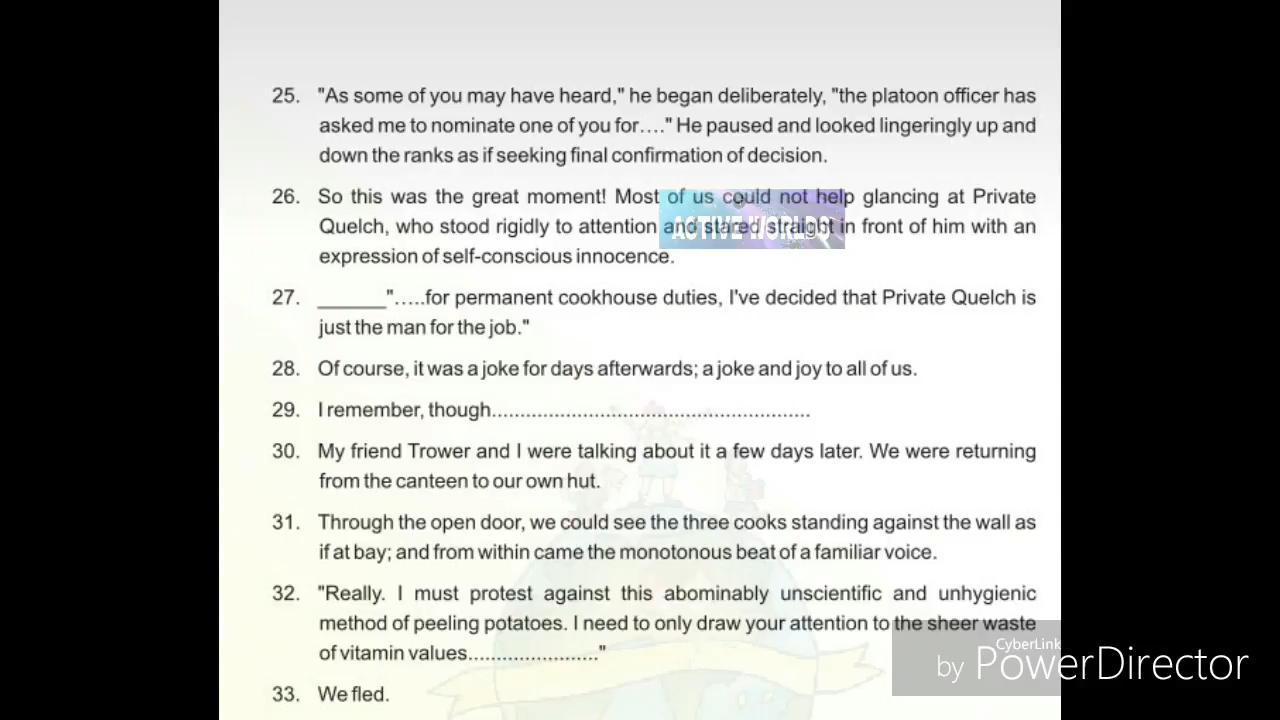 25. "As some of you may have heard," he began deliberately, "the platoon officer has
asked me to nominate one of you for...." He paused and looked lingeringly up and
down the ranks as if seeking final confirmation of decision.
26. So this was the great moment! Most of us could not help glancing at Private
Quelch, who stood rigidly to attention and stared straight in front of him with an
expression of self-conscious innocence.
ACTIVE WORLDS
27. _______".....for permanent cookhouse duties, I've decided that Private Quelch is
just the man for the job."
28. Of course, it was a joke for days afterwards; a joke and joy to all of us.
29. I remember, though........................................................
30. My friend Trower and I were talking about it a few days later. We were returning
from the canteen to our own hut.
31. Through the open door, we could see the three cooks standing against the wall as
if at bay; and from within came the monotonous beat of a familiar voice.
32. "Really. I must protest against this abominably unscientific and unhygienic
method of peeling potatoes. I need to only draw your attention to the sheer waste
of vitamin values......................."
33. We fled.
CyberLink
by PowerDirector